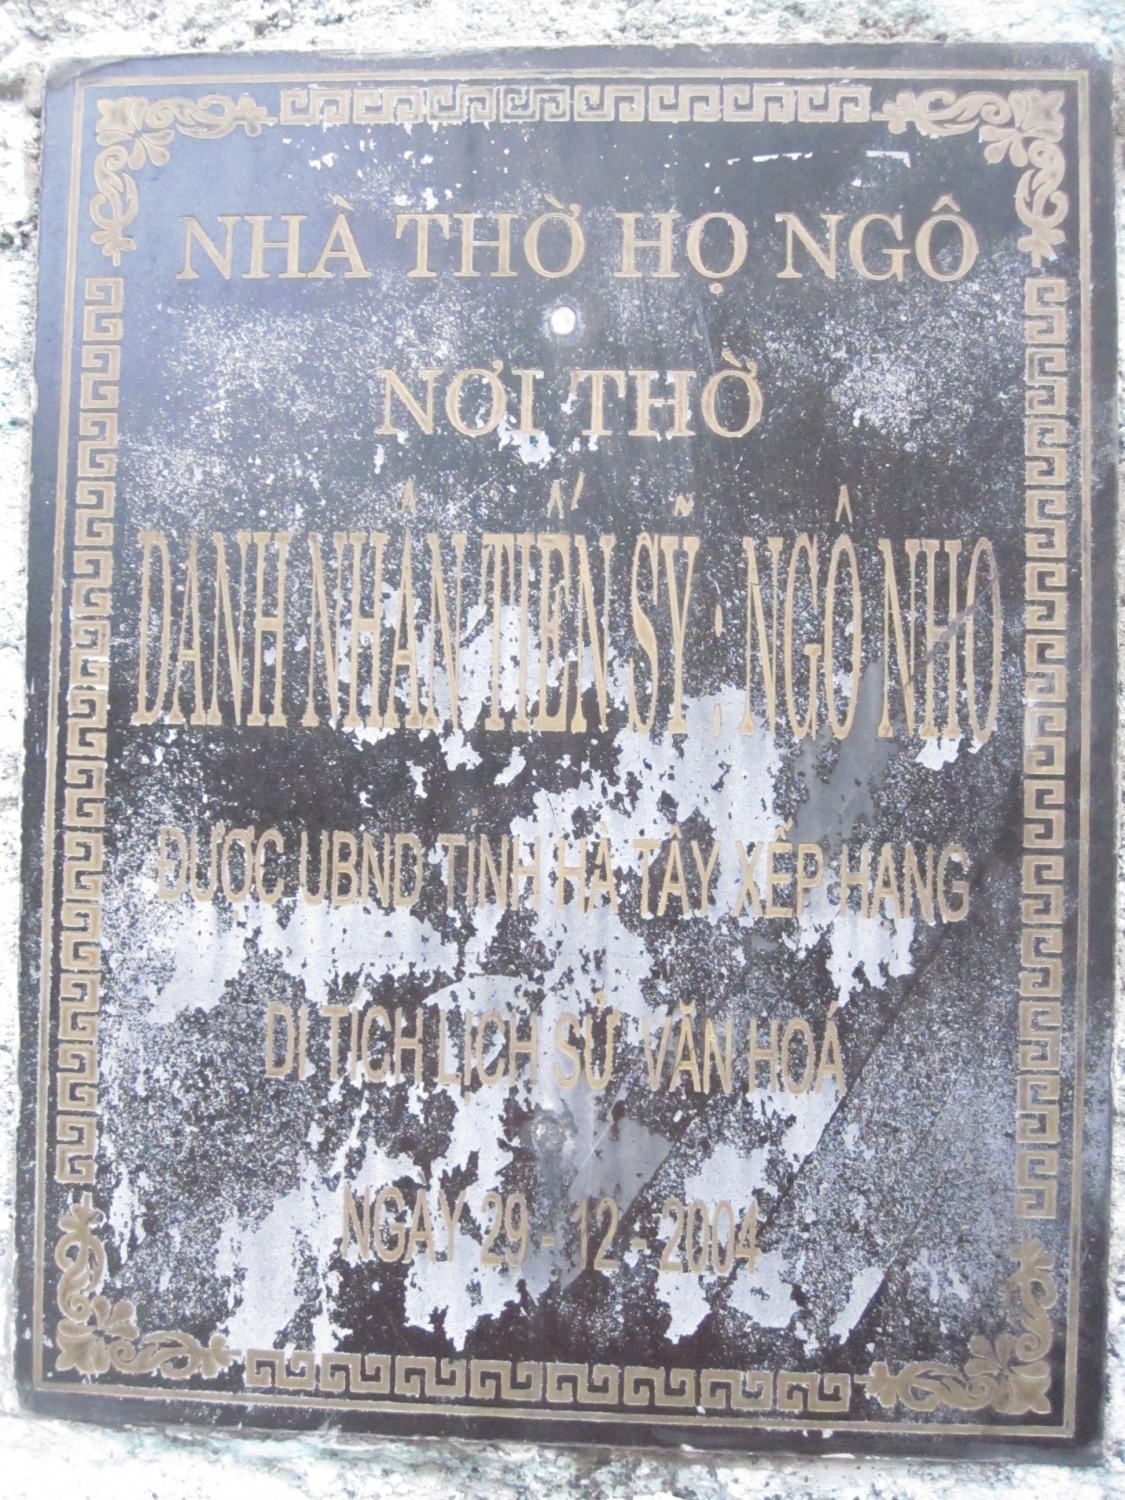 NHÀ THỜ HỌ NGÔ
NƠI THỜ
DANH NHÂN TIẾN SỸ : NGÔ NHO
ĐƯỢC UBND TỈNH HÀ TÂY XẾP HẠNG
DI TÍCH LỊCH SỬ VĂN HOÁ
NGÀY 29 - 12 - 2004